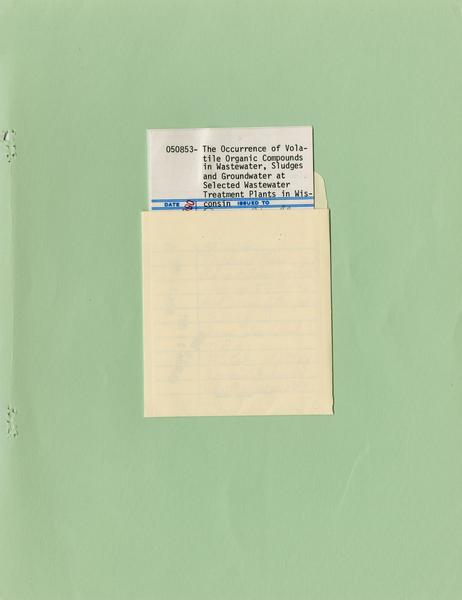 050853- The Occurrence of Vola-
tile Organic Compounds
in Wastewater, Sludges
and Groundwater at
Selected Wastewater
Treatment Plants in Wis-
consin
DATE ISSUED TO